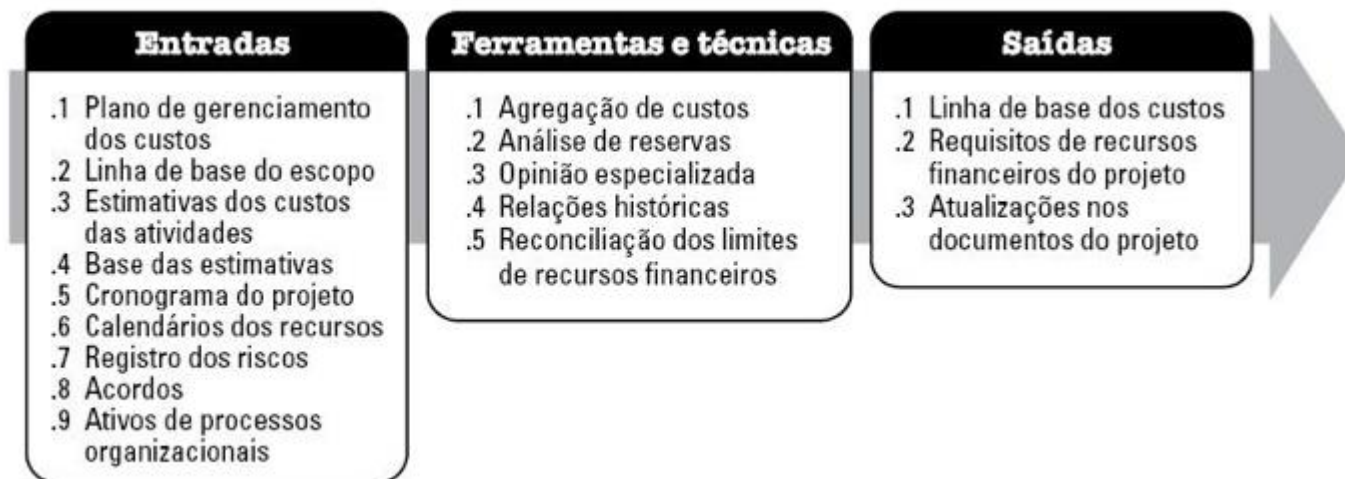 Entradas
.1 Plano de gerenciamento
dos custos
.2 Linha de base do escopo
.3 Estimativas dos custos
das atividades
.4 Base das estimativas
.5 Cronograma do projeto
.6 Calendários dos recursos
.7 Registro dos riscos
.8 Acordos
.9 Ativos de processos
organizacionais
Ferramentas e técnicas
.1 Agregação de custos
.2 Análise de reservas
.3 Opinião especializada
.4 Relações históricas
.5 Reconciliação dos limites
de recursos financeiros
Saídas
.1 Linha de base dos custos
.2 Requisitos de recursos
financeiros do projeto
.3 Atualizações nos
documentos do projeto